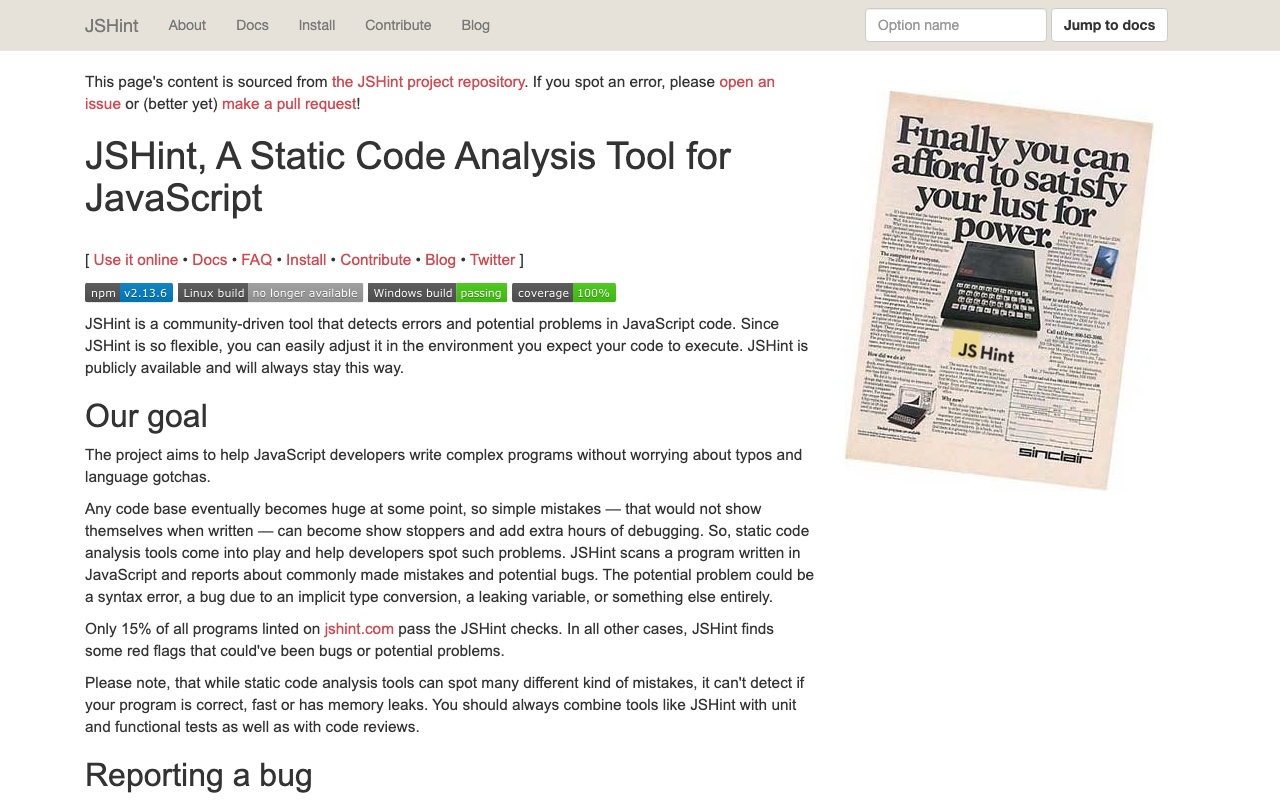 JSHint About Docs Install Contribute Blog Option name Jump to docs
This page's content is sourced from the JSHint project repository. If you spot an error, please open an
issue or (better yet) make a pull request!
JSHint, A Static Code Analysis Tool for
JavaScript
[ Use it online • Docs • FAQ • Install • Contribute • Blog • Twitter ]
npm v2.13.6 Linux build no longer available Windows build passing coverage 100%
JSHint is a community-driven tool that detects errors and potential problems in JavaScript code. Since
JSHint is so flexible, you can easily adjust it in the environment you expect your code to execute. JSHint is
publicly available and will always stay this way.
Our goal
The project aims to help JavaScript developers write complex programs without worrying about typos and
language gotchas.
Any code base eventually becomes huge at some point, so simple mistakes — that would not show
themselves when written — can become show stoppers and add extra hours of debugging. So, static code
analysis tools come into play and help developers spot such problems. JSHint scans a program written in
JavaScript and reports about commonly made mistakes and potential bugs. The potential problem could be
a syntax error, a bug due to an implicit type conversion, a leaking variable, or something else entirely.
Only 15% of all programs linted on jshint.com pass the JSHint checks. In all other cases, JSHint finds
some red flags that could've been bugs or potential problems.
Please note, that while static code analysis tools can spot many different kind of mistakes, it can't detect if
your program is correct, fast or has memory leaks. You should always combine tools like JSHint with unit
and functional tests as well as with code reviews.
Reporting a bug
Finally you can
afford to satisfy
your lust for
power.
JS Hint
How did we do it?
Why now?
How to order today.
sinclair